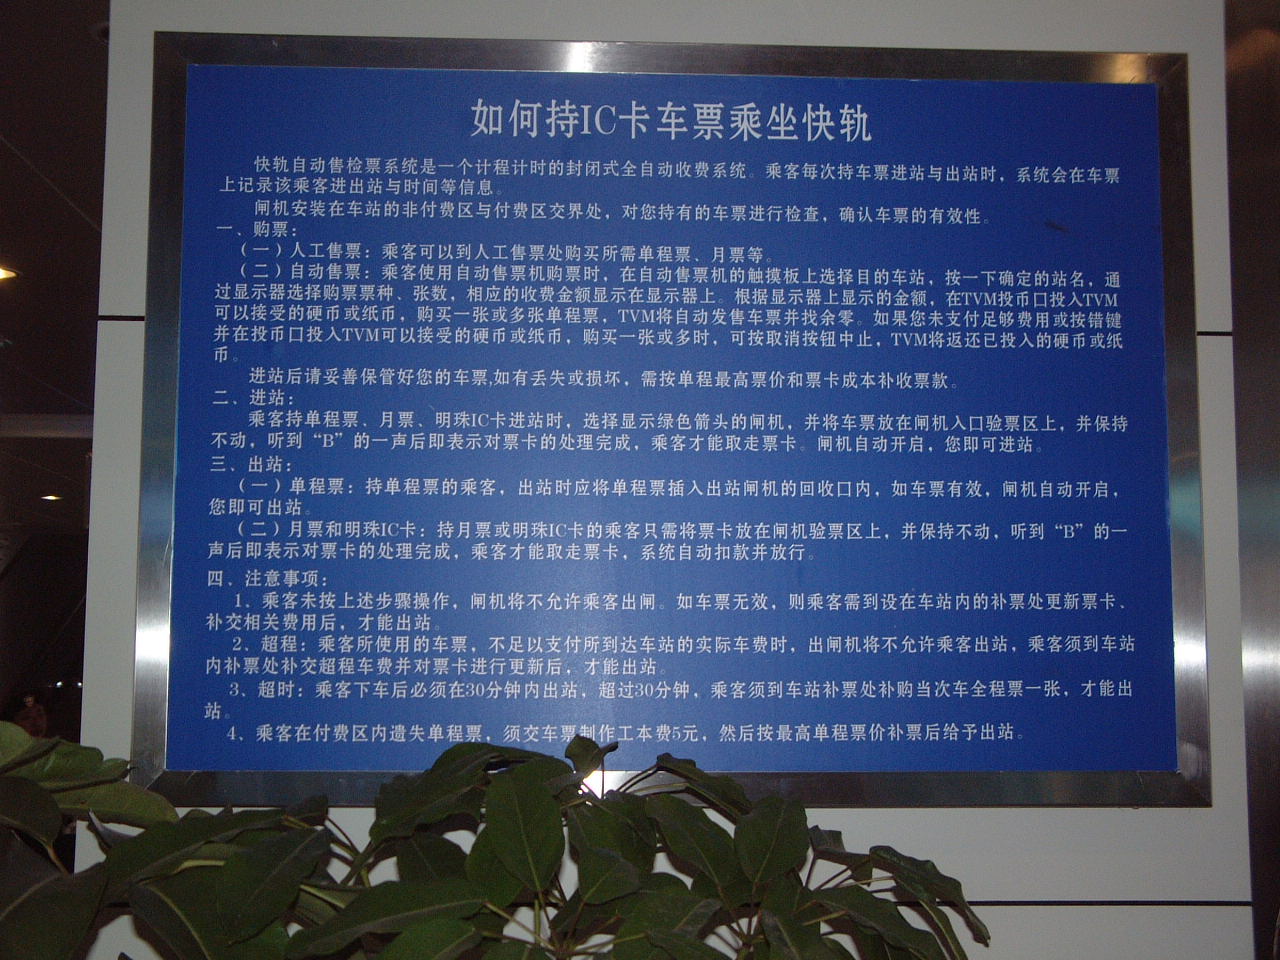 如何持IC卡车票乘坐快轨
快轨自动售检票系统是一个计程计时的封闭式全自动收费系统。乘客每次持车票进站与出站时，系统会在车票
上记录该乘客进出站与时间等信息。
闸机安装在车站的非付费区与付费区交界处，对您持有的车票进行检查，确认车票的有效性。
一、购票：
（一）人工售票：乘客可以到人工售票处购买所需单程票、月票等。
（二）自动售票：乘客使用自动售票机购票时，在自动售票机的触摸板上选择目的车站，按一下确定的站名，通
过显示器选择购票票种、张数，相应的收费金额显示在显示器上。根据显示器上显示的金额，在TVM投币口投入TVM
可以接受的硬币或纸币，购买一张或多张单程票，TVM将自动发售车票并找余零。如果您未支付足够费用或按错键
并在投币口投入TVM可以接受的硬币或纸币，购买一张或多时，可按取消按钮中止，TVM将返还已投入的硬币或纸
币。
进站后请妥善保管好您的车票,如有丢失或损坏，需按单程最高票价和票卡成本补收票款。
二、进站：
乘客持单程票、月票、明珠IC卡进站时，选择显示绿色箭头的闸机，并将车票放在闸机入口验票区上，并保持
不动，听到“B”的一声后即表示对票卡的处理完成，乘客才能取走票卡。闸机自动开启，您即可进站。
三、出站：
（一）单程票：持单程票的乘客，出站时应将单程票插入出站闸机的回收口内，如车票有效，闸机自动开启，
您即可出站。
（二）月票和明珠IC卡：持月票或明珠IC卡的乘客只需将票卡放在闸机验票区上，并保持不动，听到“B”的一
声后即表示对票卡的处理完成，乘客才能取走票卡，系统自动扣款并放行。
四、注意事项：
1、乘客未按上述步骤操作，闸机将不允许乘客出闸。如车票无效，则乘客需到设在车站内的补票处更新票卡、
补交相关费用后，才能出站。
2、超程：乘客所使用的车票，不足以支付所到达车站的实际车费时，出闸机将不允许乘客出站，乘客须到车站
内补票处补交超程车费并对票卡进行更新后，才能出站。
3、超时：乘客下车后必须在30分钟内出站，超过30分钟，乘客须到车站补票处补购当次车全程票一张，才能出
站。
4、乘客在付费区内遗失单程票，须交车票制作工本费5元，然后按最高单程票价补票后给予出站。